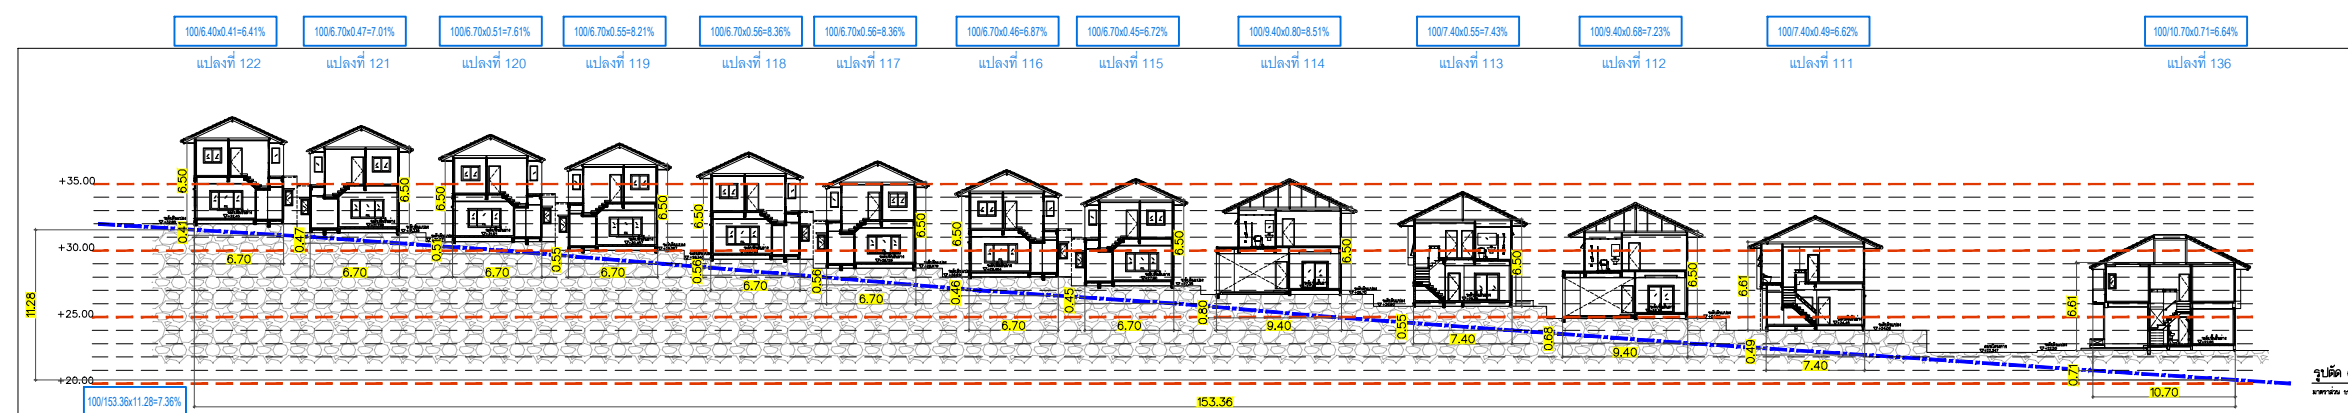 100/6.40x0.41=6.41% 100/6.70x0.47=7.01% 100/6.70x0.51=7.61% 100/6.70x0.55=8.21% 100/6.70x0.56=8.36% 100/6.70x0.56=8.36% 100/6.70x0.46=6.87% 100/6.70x0.45=6.72% 100/9.40x0.80=8.51% 100/7.40x0.55=7.43% 100/9.40x0.68=7.23% 100/7.40x0.49=6.62% 100/10.70x0.71=6.64%
แปลงที่ 122 แปลงที่ 121 แปลงที่ 120 แปลงที่ 119 แปลงที่ 118 แปลงที่ 117 แปลงที่ 116 แปลงที่ 115 แปลงที่ 114 แปลงที่ 113 แปลงที่ 112 แปลงที่ 111 แปลงที่ 136
+35.00
+30.00
+25.00
+20.00
11.28
6.50 6.50 6.50 6.50 6.50 6.50 6.50 6.50 6.50 6.50 6.50 6.61 6.61
0.41 0.47 0.51 0.55 0.56 0.56 0.46 0.45 0.80 0.55 0.68 0.49 0.71
6.70 6.70 6.70 6.70 6.70 6.70 6.70 6.70 9.40 7.40 9.40 7.40 10.70
153.36
100/153.36x11.28=7.36%
รูปตัด